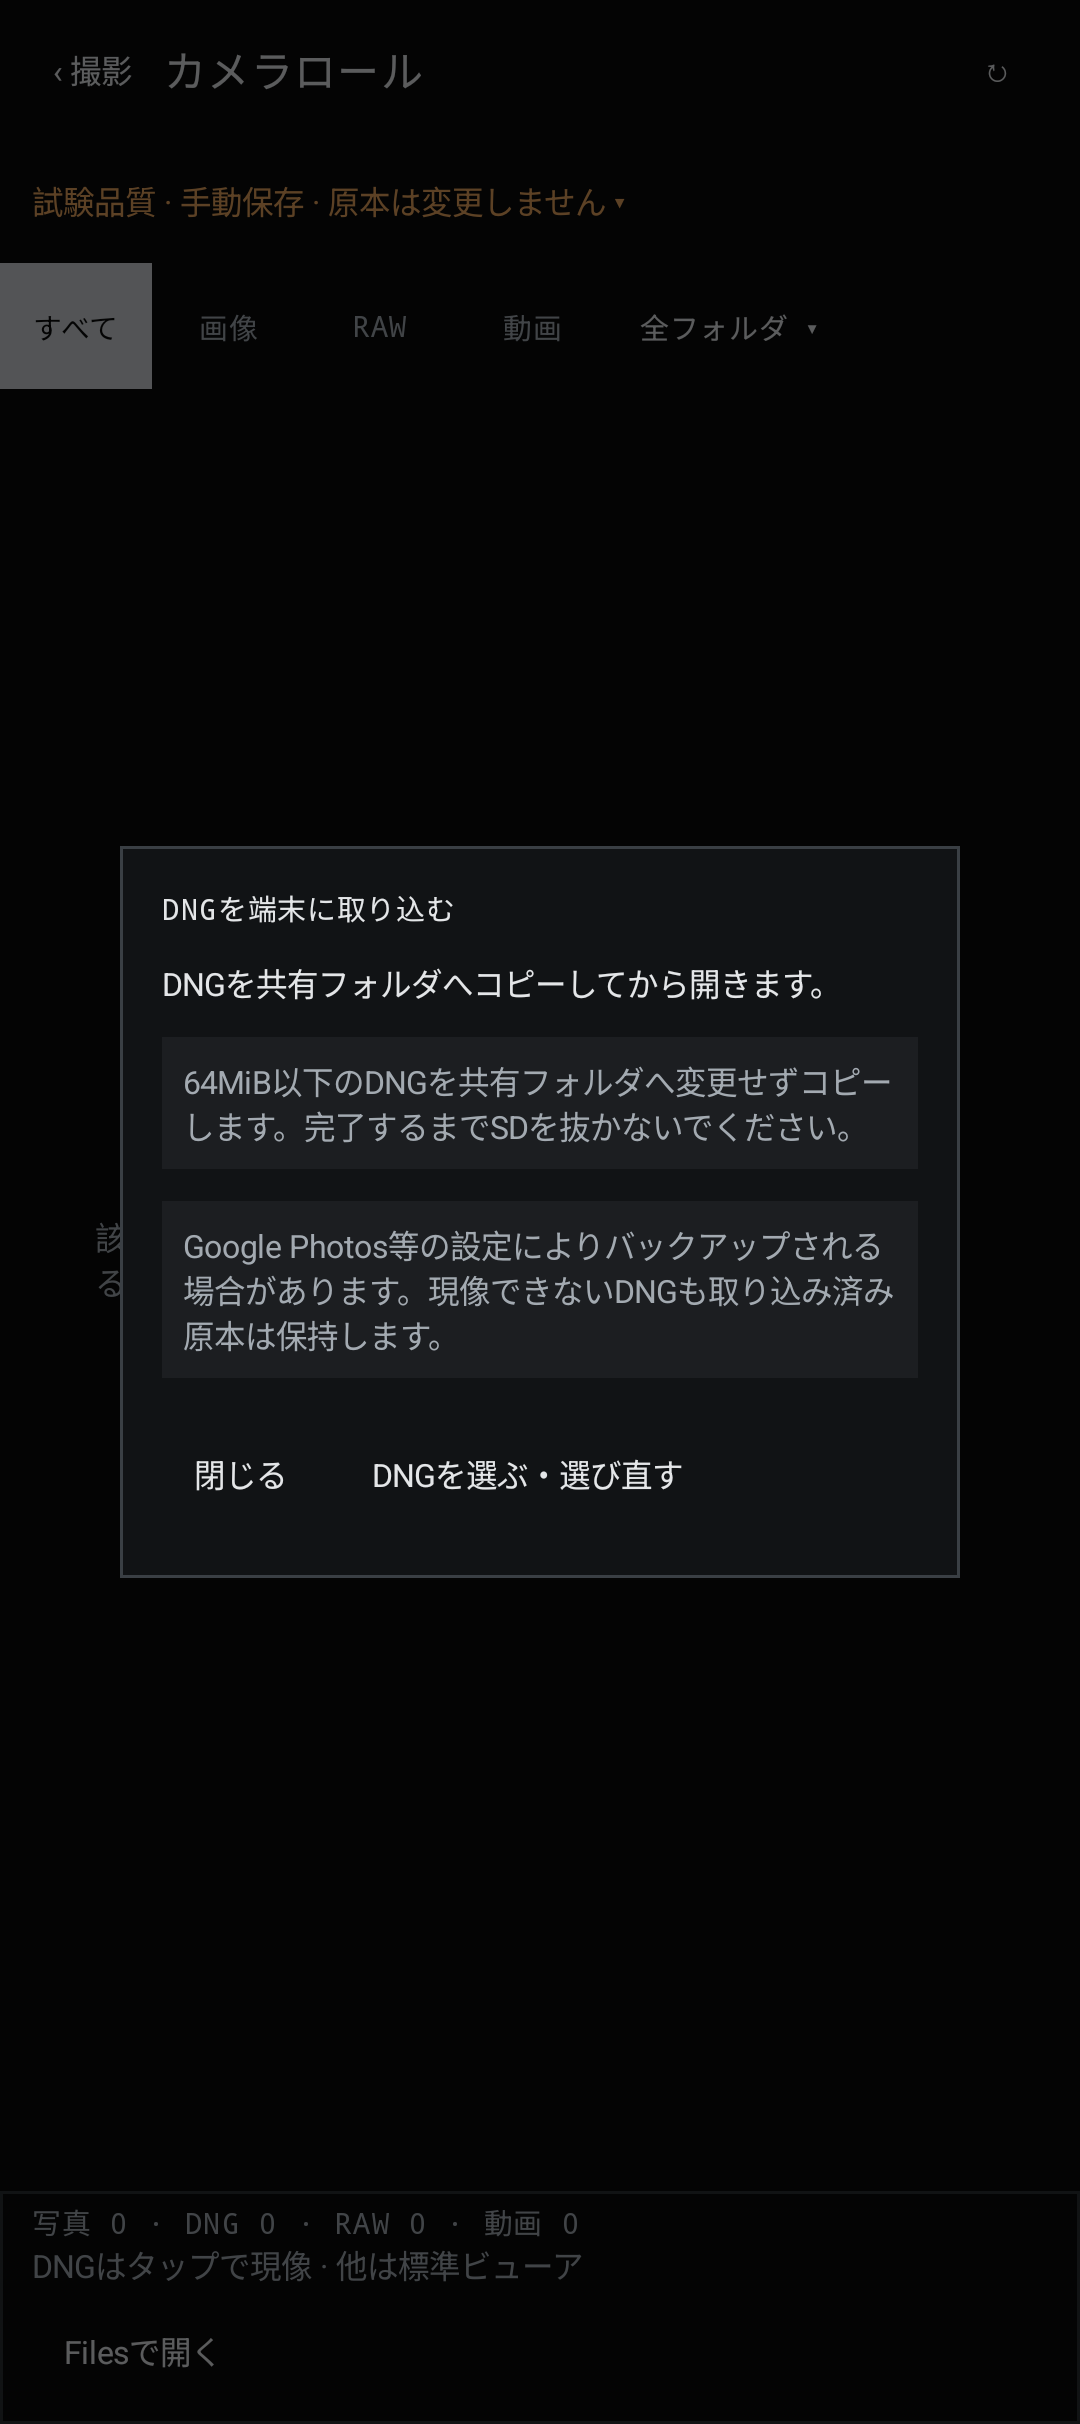 ‹ 撮影 カメラロール ↻
試験品質 · 手動保存 · 原本は変更しません ▾
すべて 画像 RAW 動画 全フォルダ ▾
DNGを端末に取り込む
DNGを共有フォルダへコピーしてから開きます。
64MiB以下のDNGを共有フォルダへ変更せずコピー
します。完了するまでSDを抜かないでください。
Google Photos等の設定によりバックアップされる
場合があります。現像できないDNGも取り込み済み
原本は保持します。
該
る
閉じる DNGを選ぶ・選び直す
写真 0 · DNG 0 · RAW 0 · 動画 0
DNGはタップで現像 · 他は標準ビューア
Filesで開く